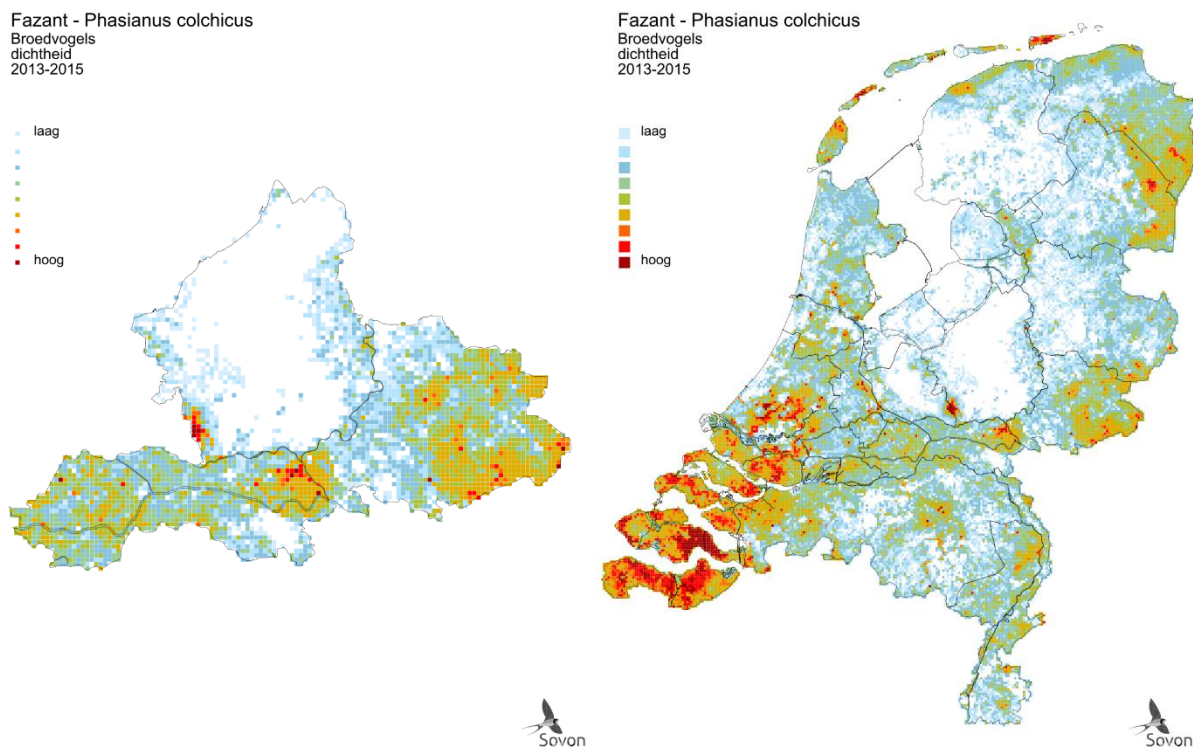 Fazant - Phasianus colchicus
Broedvogels
dichtheid
2013-2015
laag
hoog
Sovon
Fazant - Phasianus colchicus
Broedvogels
dichtheid
2013-2015
laag
hoog
Sovon